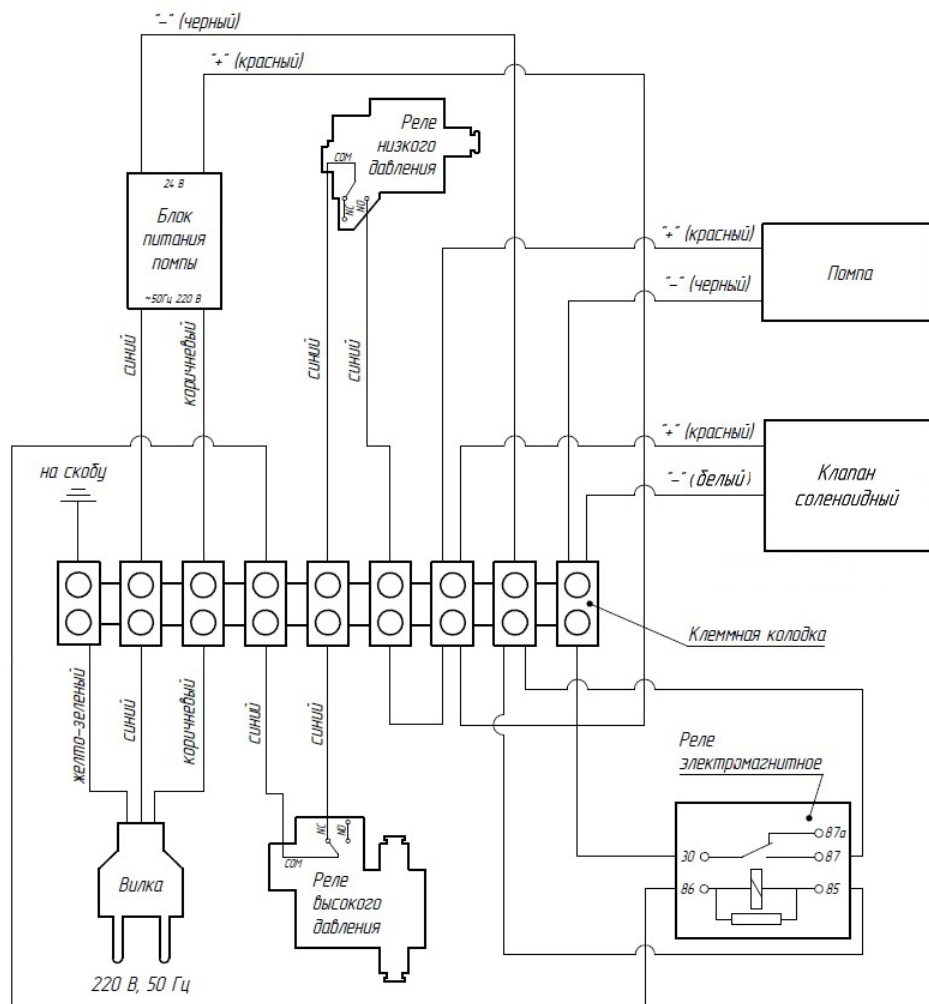 "-" (черный)
"+" (красный)
Реле
низкого
давления
COM
NC
NO
24 В
Блок
питания
помпы
~50Гц 220 В
"+" (красный)
"-" (черный)
Помпа
синий
коричневый
синий
синий
"+" (красный)
"-" (белый)
Клапан
соленоидный
на скобу
Клеммная колодка
желто-зеленый
синий
коричневый
синий
синий
Реле
электромагнитное
NC
NO
COM
Реле
высокого
давления
Вилка
220 В, 50 Гц
87а
30
87
86
85